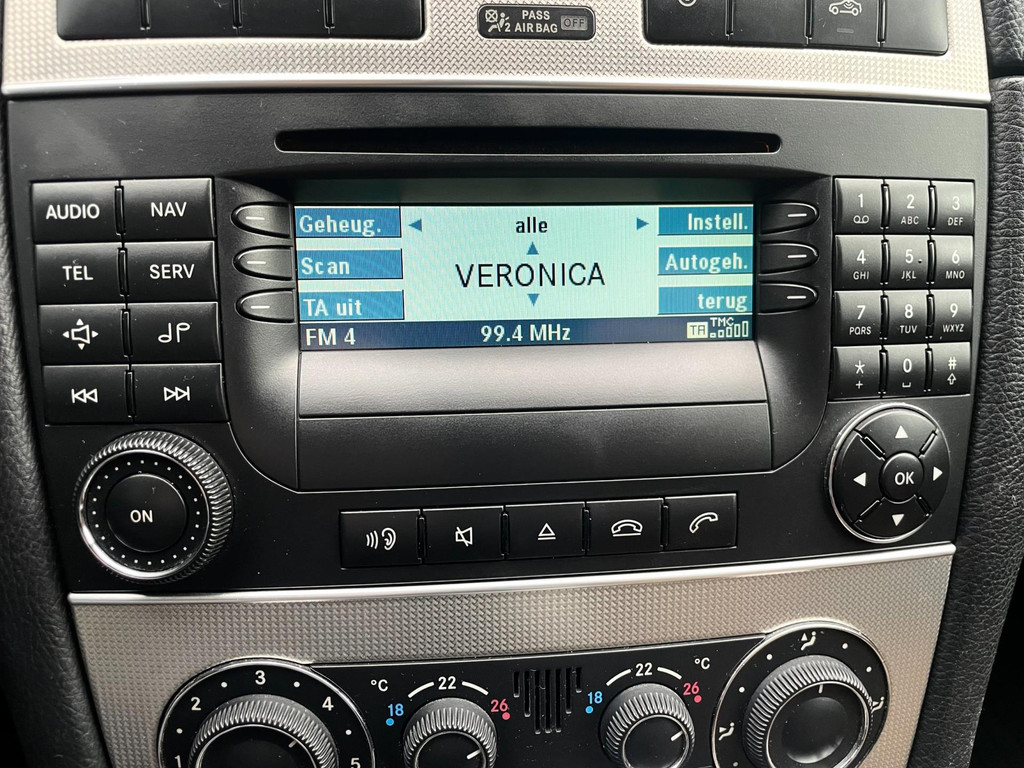 PASS
2 AIR BAG OFF
AUDIO NAV
TEL SERV
ON
Geheug. alle Instell.
Scan VERONICA Autogeh.
TA uit terug
FM 4 99.4 MHz TA TMC
1 2 ABC 3 DEF
4 GHI 5 JKL 6 MNO
7 PQRS 8 TUV 9 WXYZ
* + 0 #
OK
1 2 3 4 5
°C 18 22 26
18 22 26 °C